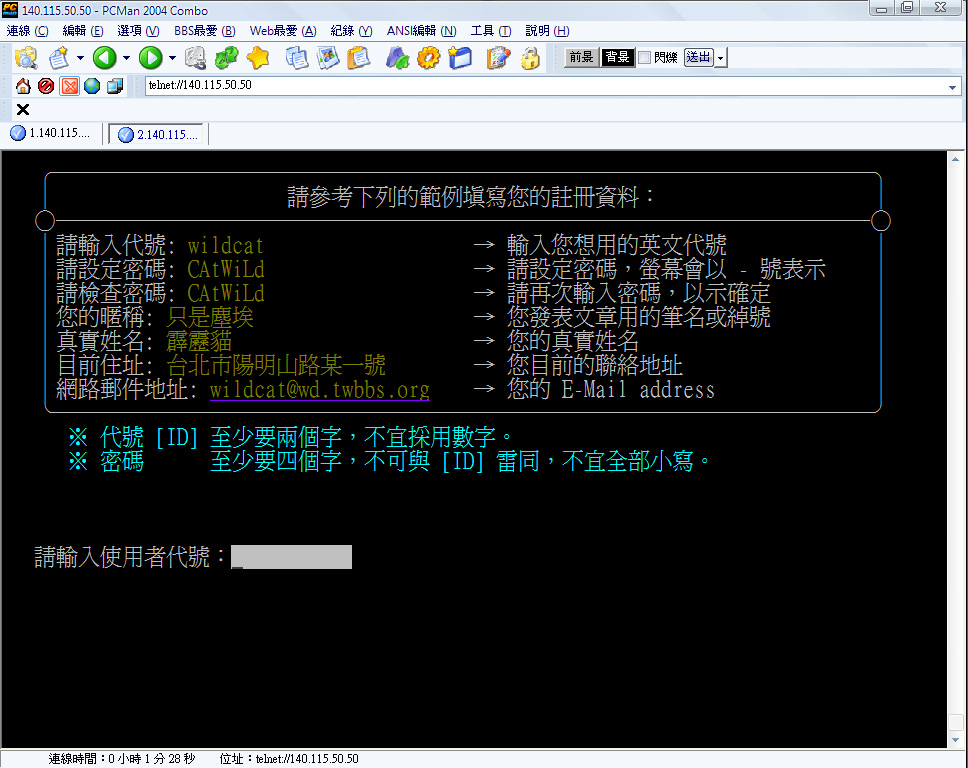 140.115.50.50 - PCMan 2004 Combo
連線 (C) 編輯 (E) 選項 (V) BBS最愛 (B) Web最愛 (A) 紀錄 (Y) ANSI編輯 (N) 工具 (T) 說明 (H)
前景 背景 閃爍 送出
telnet://140.115.50.50
1.140.115.... 2.140.115....
請參考下列的範例填寫您的註冊資料：
請輸入代號: wildcat → 輸入您想用的英文代號
請設定密碼: CAtWiLd → 請設定密碼，螢幕會以 - 號表示
請檢查密碼: CAtWiLd → 請再次輸入密碼，以示確定
您的暱稱: 只是塵埃 → 您發表文章用的筆名或綽號
真實姓名: 霹靂貓 → 您的真實姓名
目前住址: 台北市陽明山路某一號 → 您目前的聯絡地址
網路郵件地址: wildcat@wd.twbbs.org → 您的 E-Mail address
※ 代號 [ID] 至少要兩個字，不宜採用數字。
※ 密碼 至少要四個字，不可與 [ID] 雷同，不宜全部小寫。
請輸入使用者代號：_
連線時間：0 小時 1 分 28 秒 位址：telnet://140.115.50.50